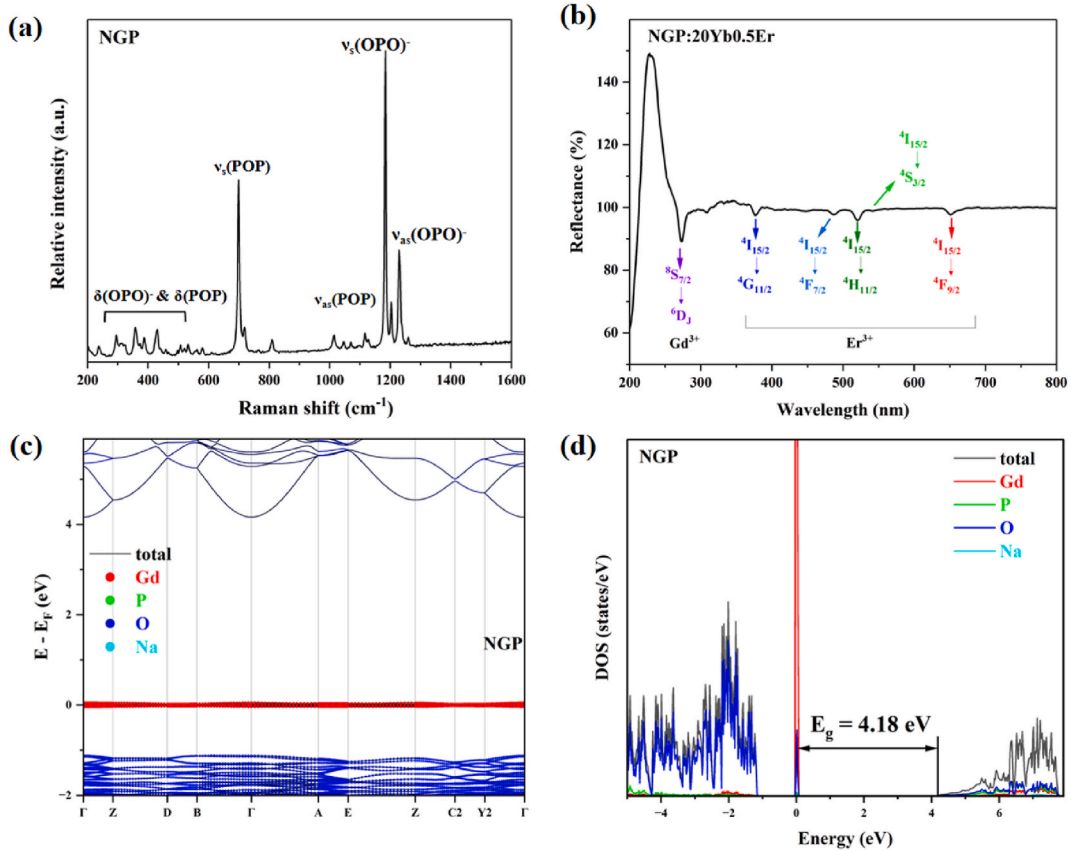 (a)
NGP
νs(OPO)-
νs(POP)
νas(OPO)-
νas(POP)
δ(OPO)- & δ(POP)
Relative intensity (a.u.)
200 400 600 800 1000 1200 1400 1600
Raman shift (cm-1)
(b)
NGP:20Yb0.5Er
Reflectance (%)
140
120
100
80
60
4I15/2
4S3/2
4I15/2 4I15/2 4I15/2 4I15/2
8S7/2
4G11/2 4F7/2 4H11/2 4F9/2
6DJ
Gd3+ Er3+
200 300 400 500 600 700 800
Wavelength (nm)
(c)
E - EF (eV)
4
2
0
−2
total
Gd
P
O
Na
NGP
Γ Z D B Γ A E Z C2 Y2 Γ
(d)
NGP
total
Gd
P
O
Na
DOS (states/eV)
Eg = 4.18 eV
−4 −2 0 2 4 6
Energy (eV)